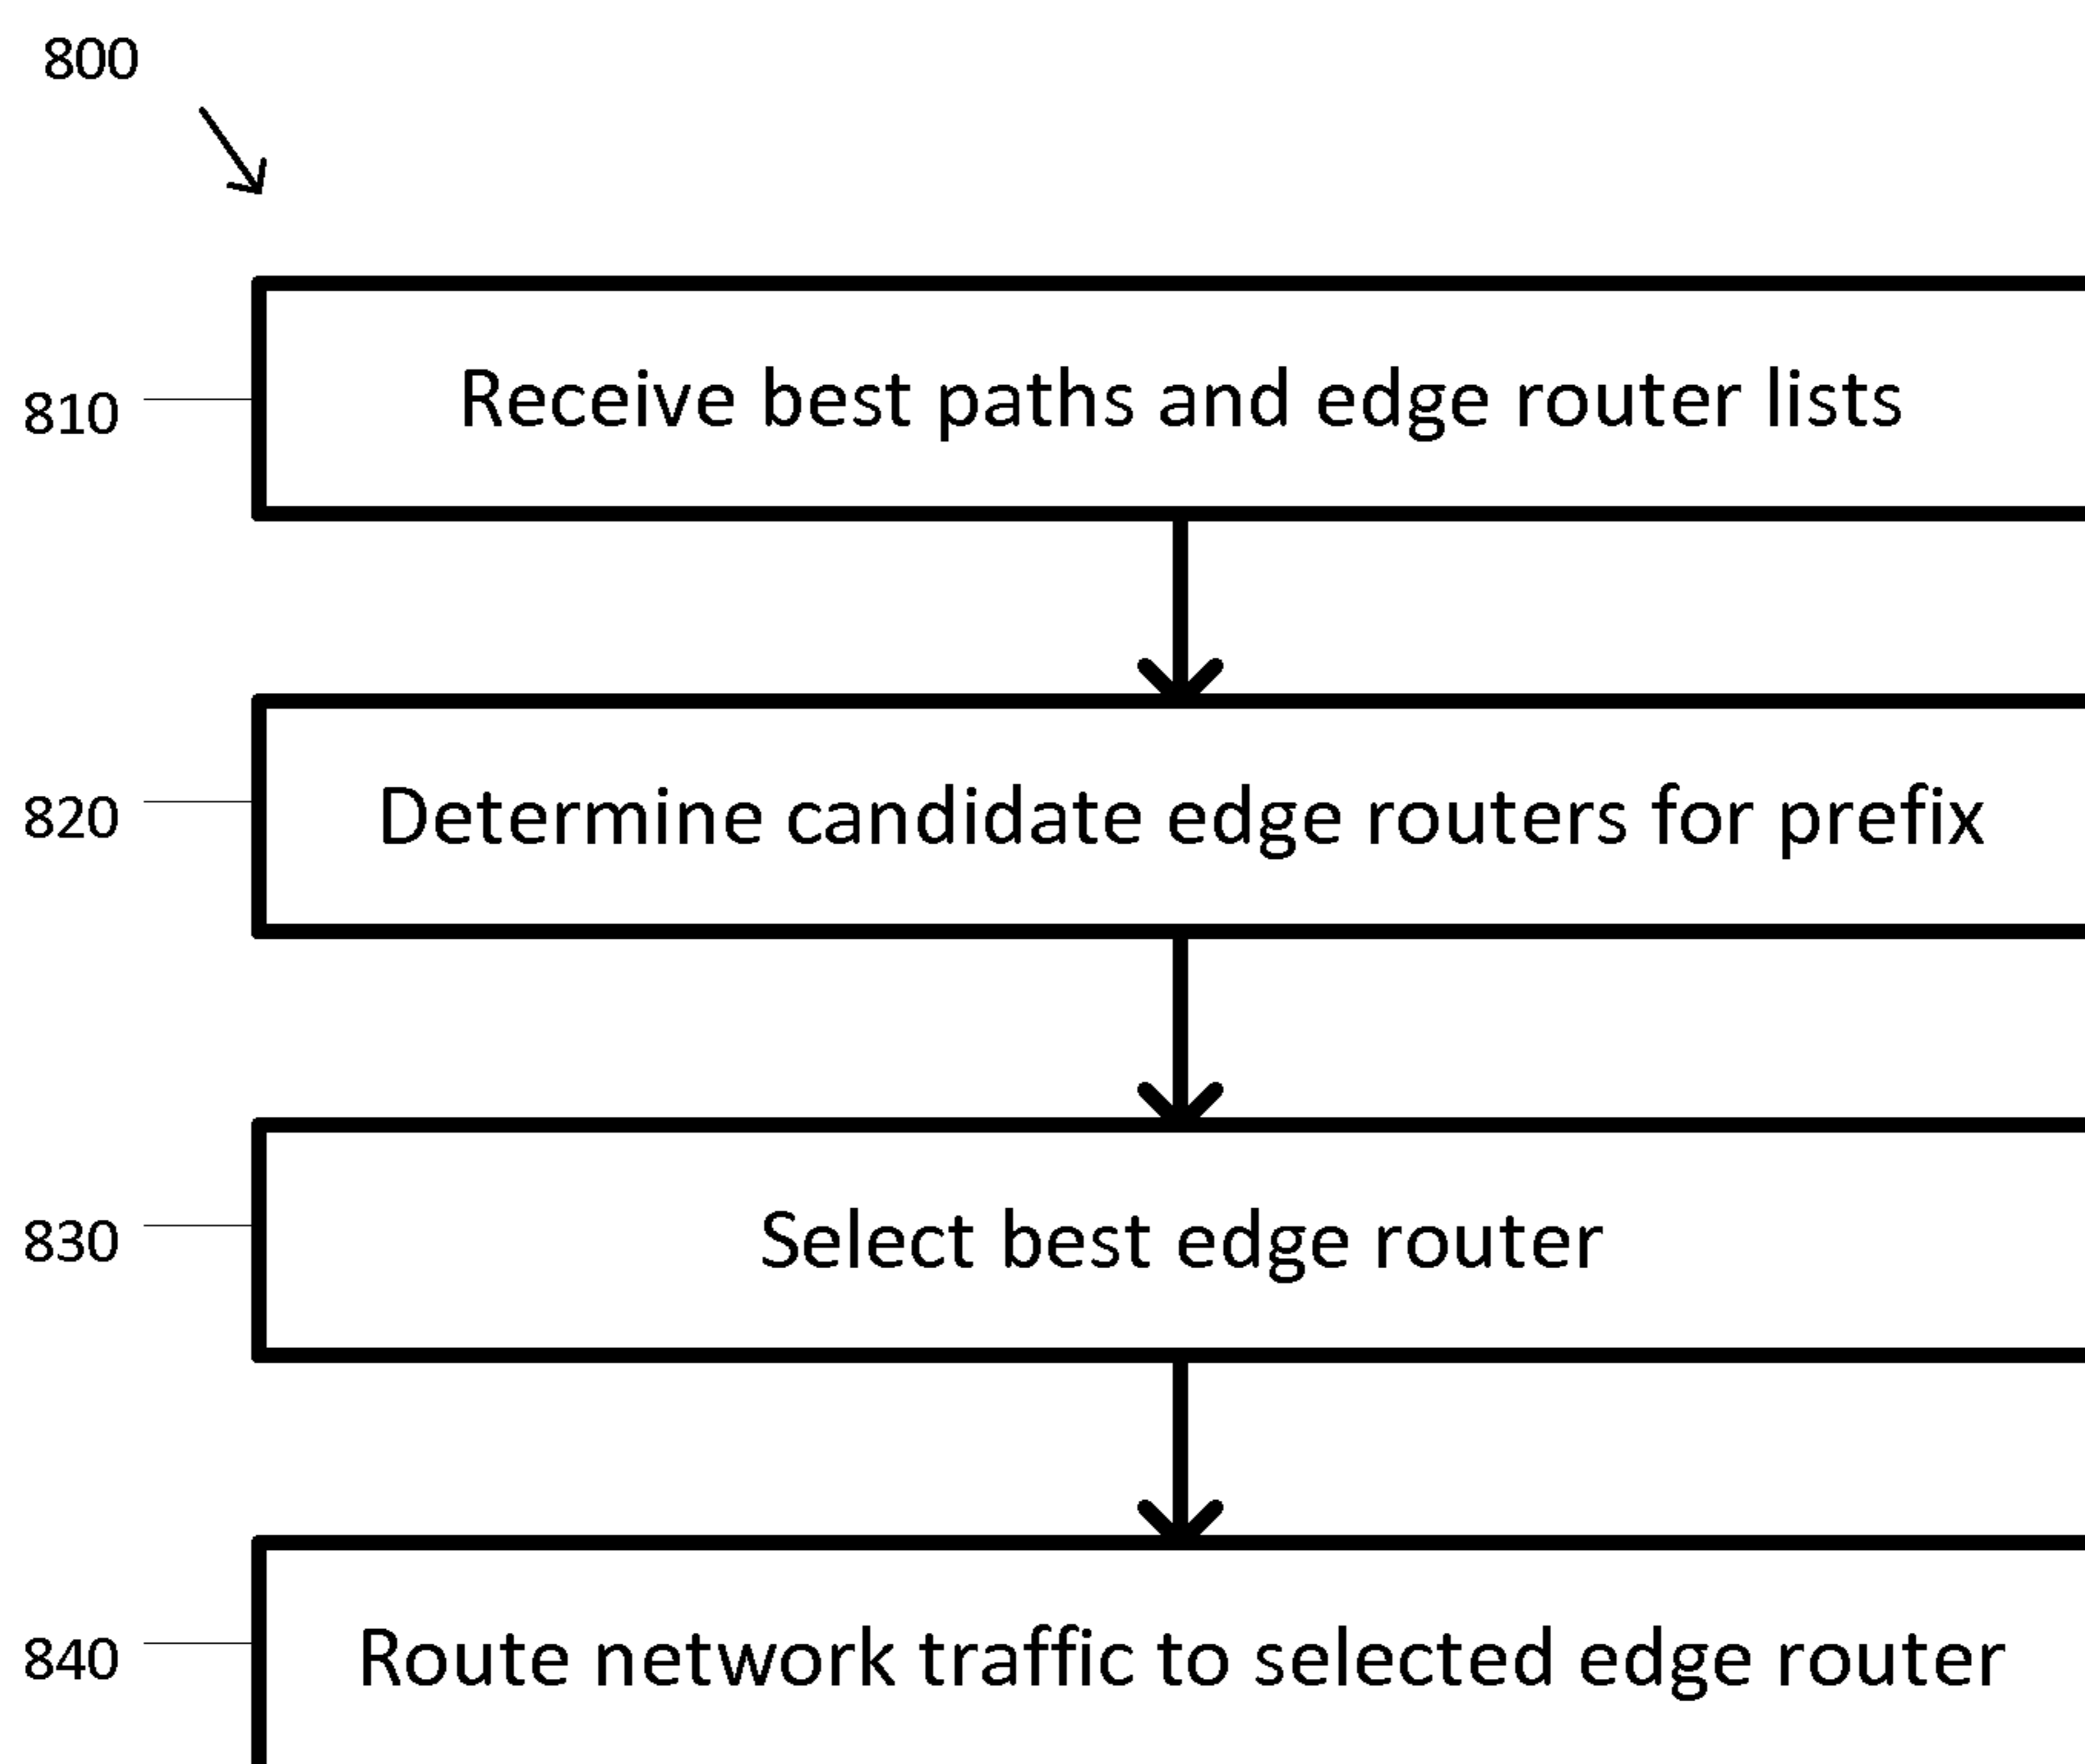 800
810 Receive best paths and edge router lists
820 Determine candidate edge routers for prefix
830 Select best edge router
840 Route network traffic to selected edge router